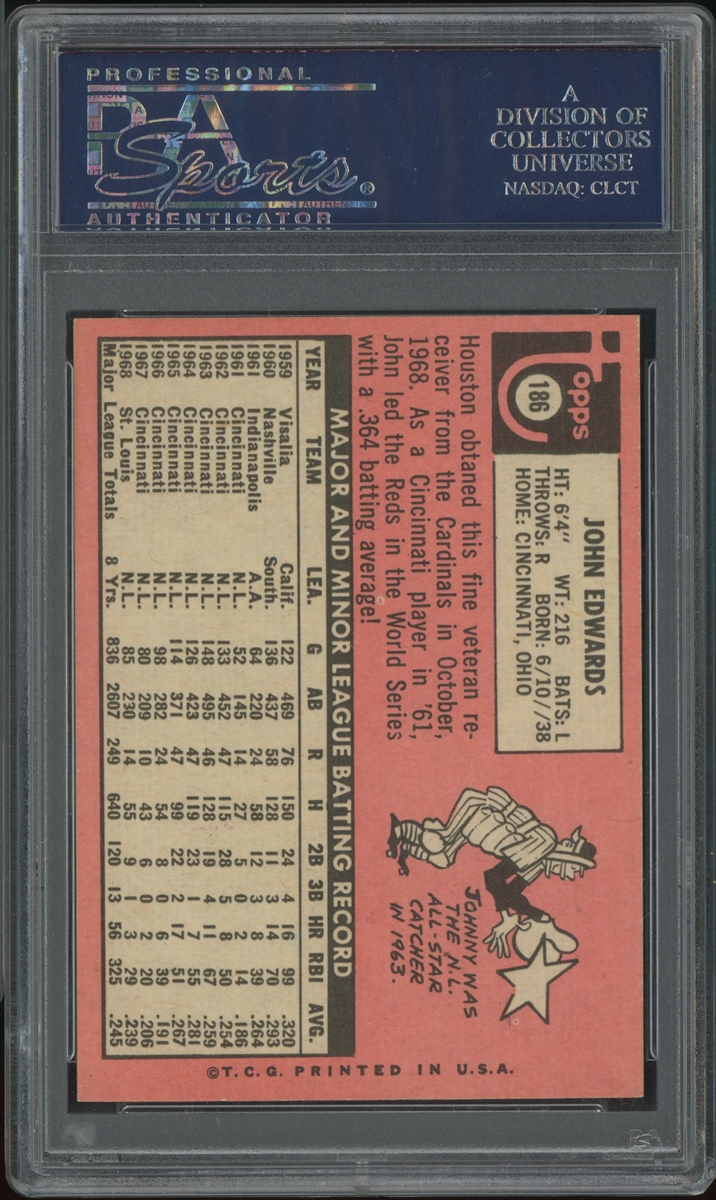 PROFESSIONAL
PSA
Sports®
AUTHENTICATOR
A
DIVISION OF
COLLECTORS
UNIVERSE
NASDAQ: CLCT
Topps
186
JOHN EDWARDS
HT: 6'4" WT: 216 BATS: L
THROWS: R BORN: 6/10//38
HOME: CINCINNATI, OHIO
Houston obtaned this fine veteran re-
ceiver from the Cardinals in October,
1968. As a Cincinnati player in '61,
John led the Reds in the World Series
with a .364 batting average!
JOHNNY WAS
THE N.L.
ALL-STAR
CATCHER
IN 1963.
MAJOR AND MINOR LEAGUE BATTING RECORD
YEAR TEAM LEA. G AB R H 2B 3B HR RBI AVG.
1959 Visalia Calif. 122 469 76 150 24 4 16 99 .320
1960 Nashville South. 136 437 58 128 11 3 14 70 .293
1961 Indianapolis A.A. 64 220 24 58 12 3 8 39 .264
1961 Cincinnati N.L. 52 145 14 27 5 0 2 14 .186
1962 Cincinnati N.L. 133 452 47 115 28 5 8 50 .254
1963 Cincinnati N.L. 148 495 46 128 19 4 11 67 .259
1964 Cincinnati N.L. 126 423 47 119 23 1 7 55 .281
1965 Cincinnati N.L. 114 371 47 99 22 2 17 51 .267
1966 Cincinnati N.L. 98 282 24 54 8 0 6 39 .191
1967 Cincinnati N.L. 80 209 10 43 6 0 2 20 .206
1968 St. Louis N.L. 85 230 14 55 9 1 3 29 .239
Major League Totals 8 Yrs. 836 2607 249 640 120 13 56 325 .245
©T.C.G. PRINTED IN U.S.A.
PSA